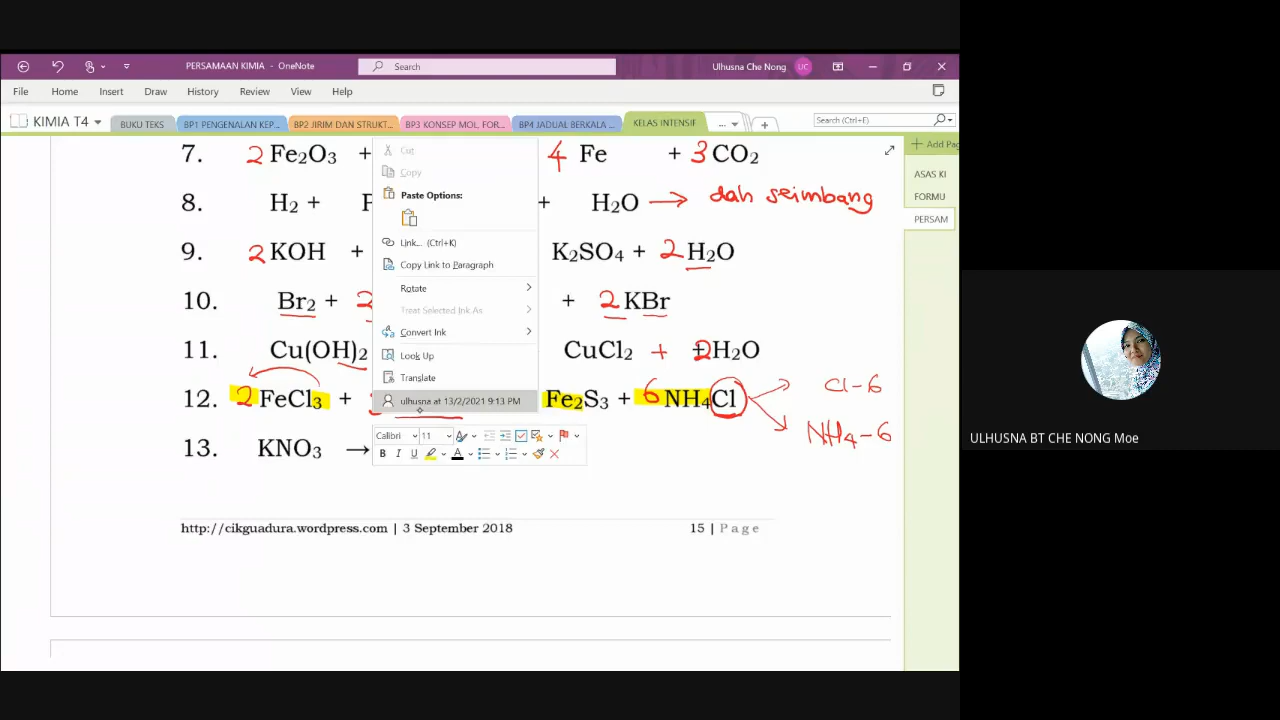 PERSAMAAN KIMIA - OneNote
Search
Ulhusna Che Nong UC
File Home Insert Draw History Review View Help
KIMIA T4 BUKU TEKS BP1 PENGENALAN KEP... BP2 JIRIM DAN STRUKT... BP3 KONSEP MOL, FOR... BP4 JADUAL BERKALA ... KELAS INTENSIF ... + Search (Ctrl+E)
+ Add Pag
ASAS KI
FORMU
PERSAM
7. 2 Fe₂O₃ + 4 Fe + 3 CO₂
8. H₂ + + H₂O → dah seimbang
9. 2 KOH + K₂SO₄ + 2 H₂O
10. Br₂ + 2 + 2 KBr
11. Cu(OH)₂ CuCl₂ + 2H₂O
12. 2 FeCl₃ + Fe₂S₃ + 6 NH₄Cl
Cl-6
NH₄-6
13. KNO₃ →
Cut
Copy
Paste Options:
Link... (Ctrl+K)
Copy Link to Paragraph
Rotate
Treat Selected Ink As
Convert Ink
Look Up
Translate
ulhusna at 13/2/2021 9:13 PM
Calibri 11
B I U A
http://cikguadura.wordpress.com | 3 September 2018 15 | Page
ULHUSNA BT CHE NONG Moe